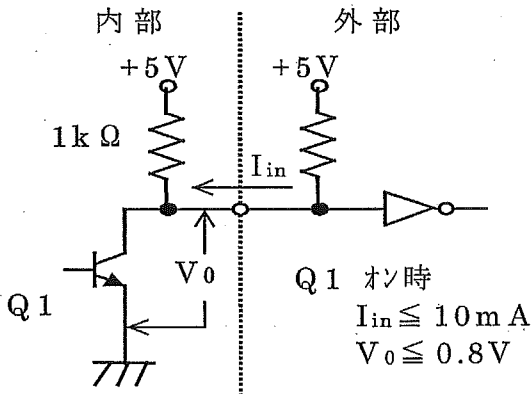 内部 外部
+5V +5V
1kΩ
Iin
V0
Q1
Q1 オン時
Iin≦10mA
V0≦0.8V